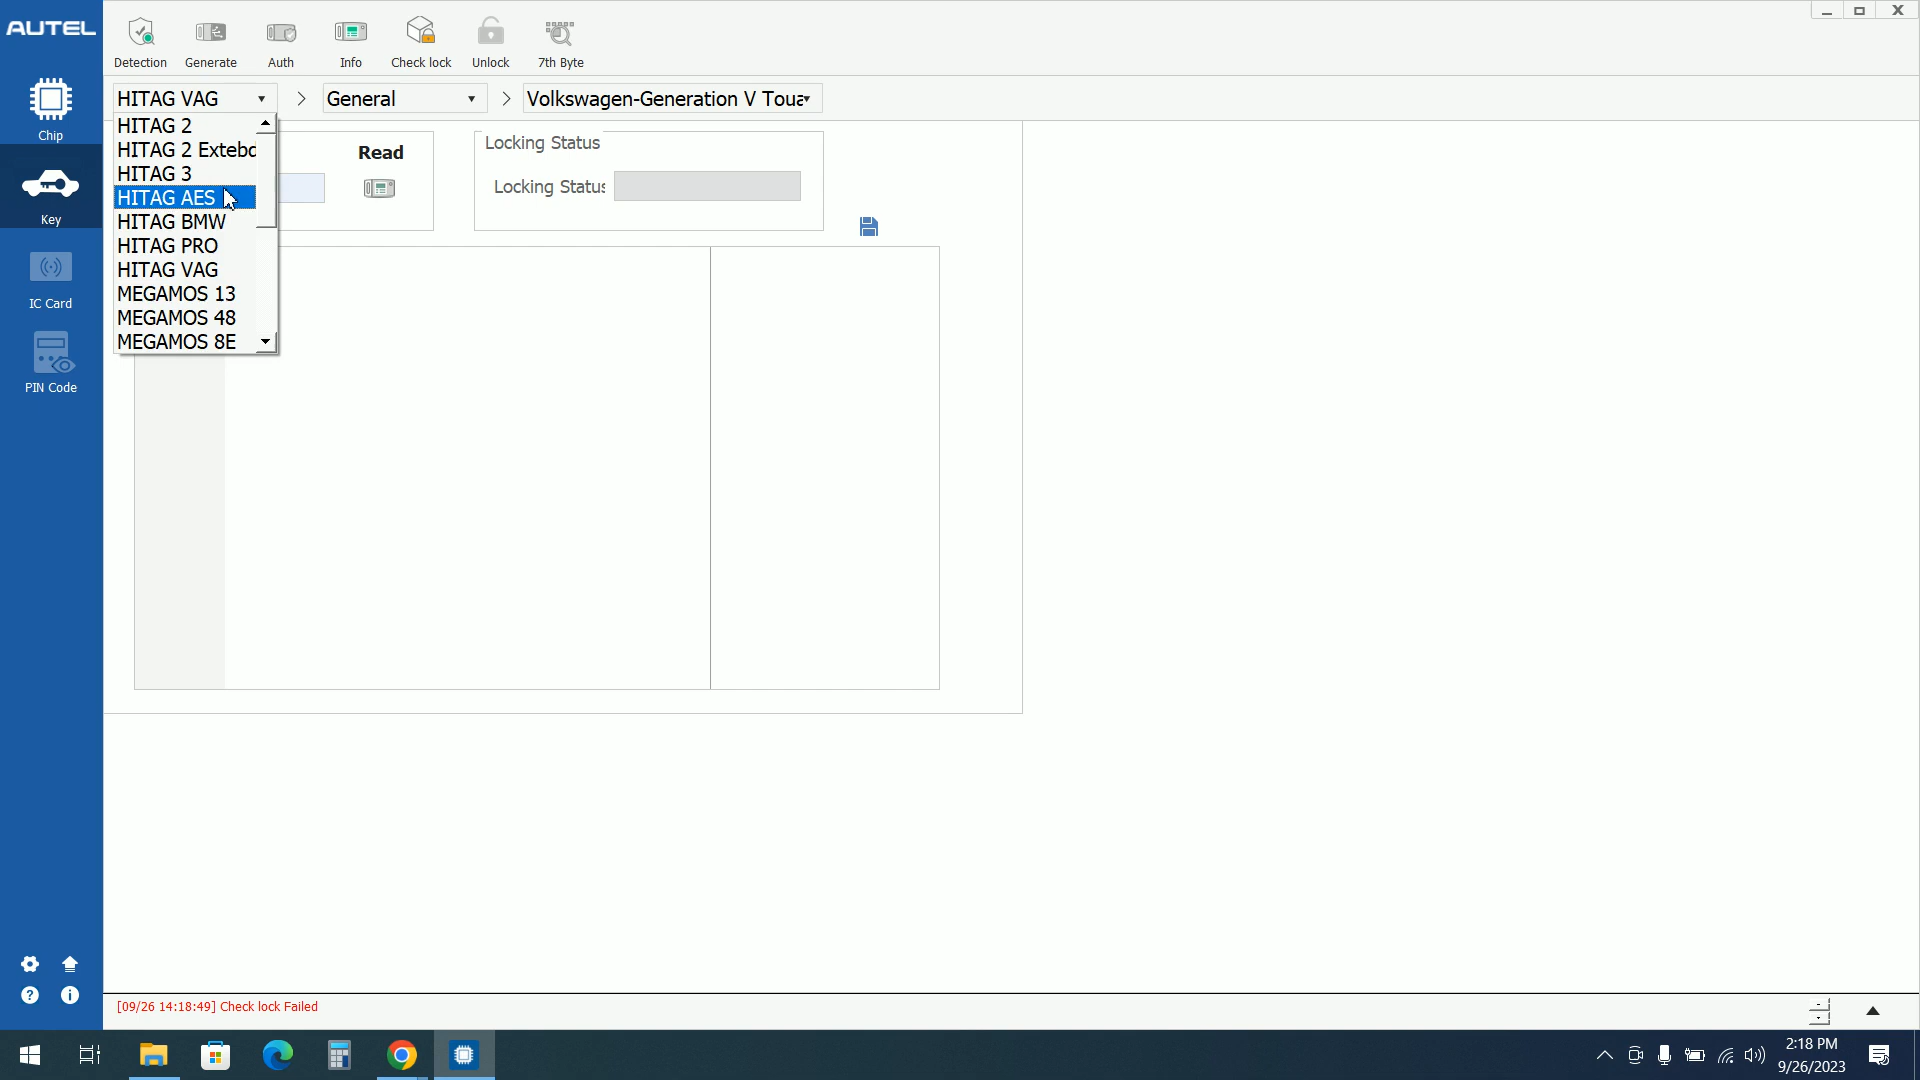 AUTEL
Detection
Generate
Auth
Info
Check lock
Unlock
7th Byte
HITAG VAG
General
Volkswagen-Generation V Toua
HITAG 2
HITAG 2 Extebd
HITAG 3
HITAG AES
HITAG BMW
HITAG PRO
HITAG VAG
MEGAMOS 13
MEGAMOS 48
MEGAMOS 8E
Read
Locking Status
Locking Status
Chip
Key
IC Card
PIN Code
[09/26 14:18:49] Check lock Failed
2:18 PM
9/26/2023